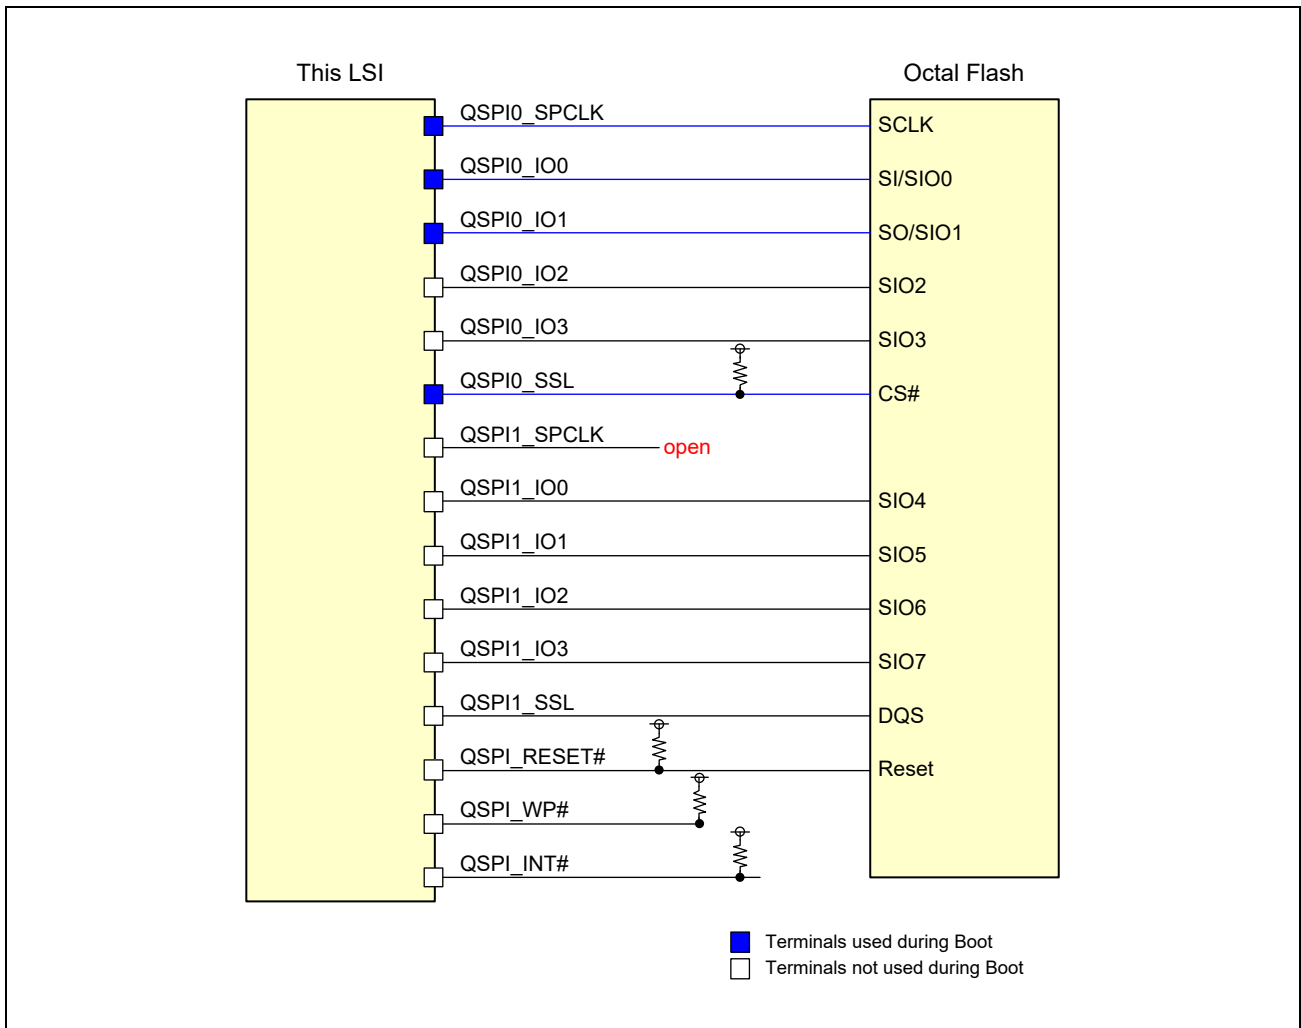 This LSI
Octal Flash
QSPI0_SPCLK
SCLK
QSPI0_IO0
SI/SIO0
QSPI0_IO1
SO/SIO1
QSPI0_IO2
SIO2
QSPI0_IO3
SIO3
QSPI0_SSL
CS#
QSPI1_SPCLK
open
QSPI1_IO0
SIO4
QSPI1_IO1
SIO5
QSPI1_IO2
SIO6
QSPI1_IO3
SIO7
QSPI1_SSL
DQS
QSPI_RESET#
Reset
QSPI_WP#
QSPI_INT#
Terminals used during Boot
Terminals not used during Boot